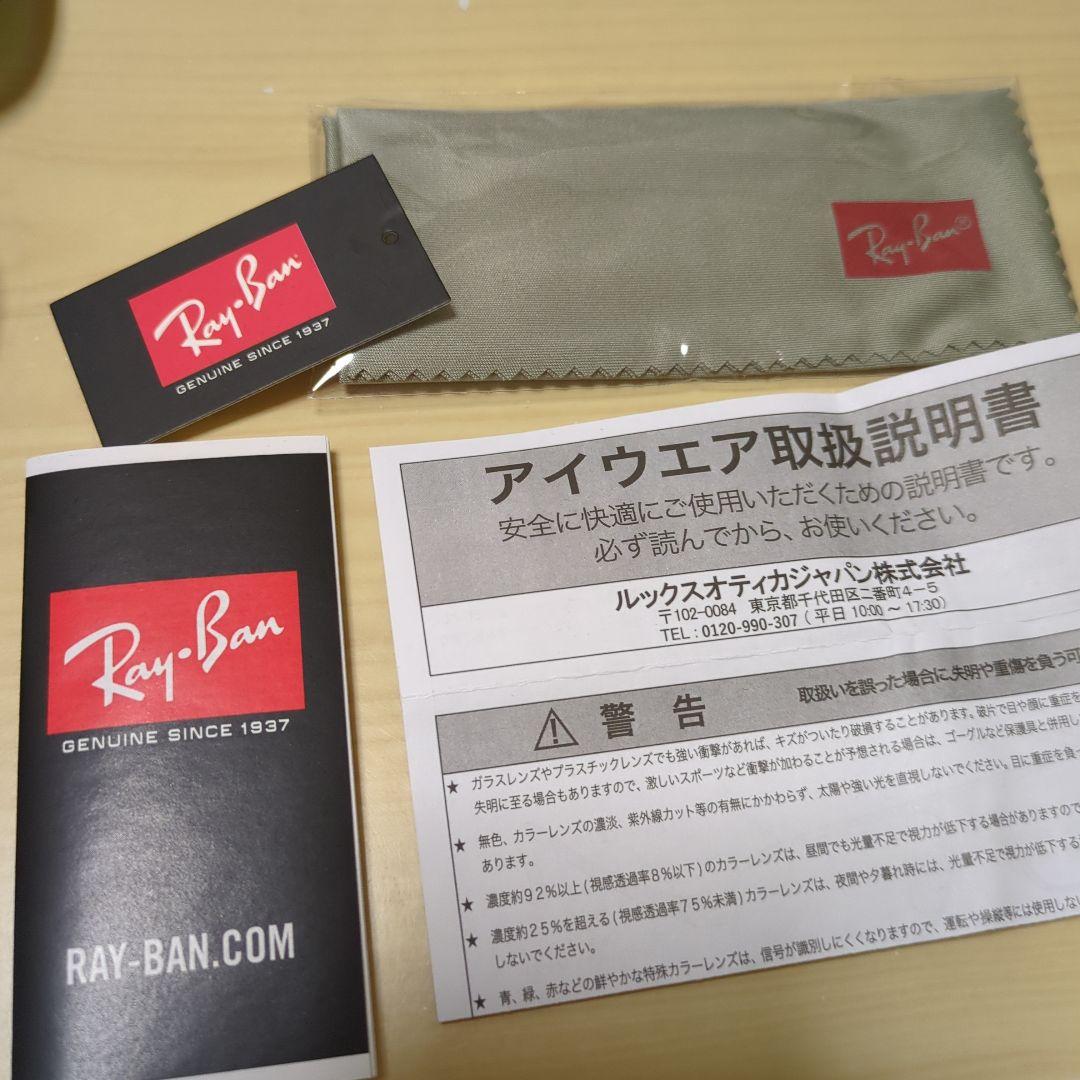 Ray-Ban
GENUINE SINCE 1937
Ray-Ban®
Ray-Ban
GENUINE SINCE 1937
RAY-BAN.COM
アイウエア取扱説明書
安全に快適にご使用いただくための説明書です。
必ず読んでから、お使いください。
ルックスオティカジャパン株式会社
〒102-0084 東京都千代田区二番町4-5
TEL : 0120-990-307 ( 平日 10:00 ~ 17:30)
⚠ 警 告 取扱いを誤った場合に、失明や重傷を負う可
★ ガラスレンズやプラスチックレンズでも強い衝撃があれば、キズがついたり破損することがあります。破片で目や顔に重症を
失明に至る場合もありますので、激しいスポーツなど衝撃が加わることが予想される場合は、ゴーグルなど保護具と併用し
★ 無色、カラーレンズの濃淡、紫外線カット等の有無にかかわらず、太陽や強い光を直視しないでください。目に重症を負
あります。
★ 濃度約92%以上(視感透過率8%以下)のカラーレンズは、昼間でも光量不足で視力が低下する場合がありますので
★ 濃度約25%を超える(視感透過率75%未満)カラーレンズは、夜間や夕暮れ時には、光量不足で視力が低下する
しないでください。
★ 青、緑、赤などの鮮やかな特殊カラーレンズは、信号が識別しにくくなりますので、運転や操縦等には使用しな